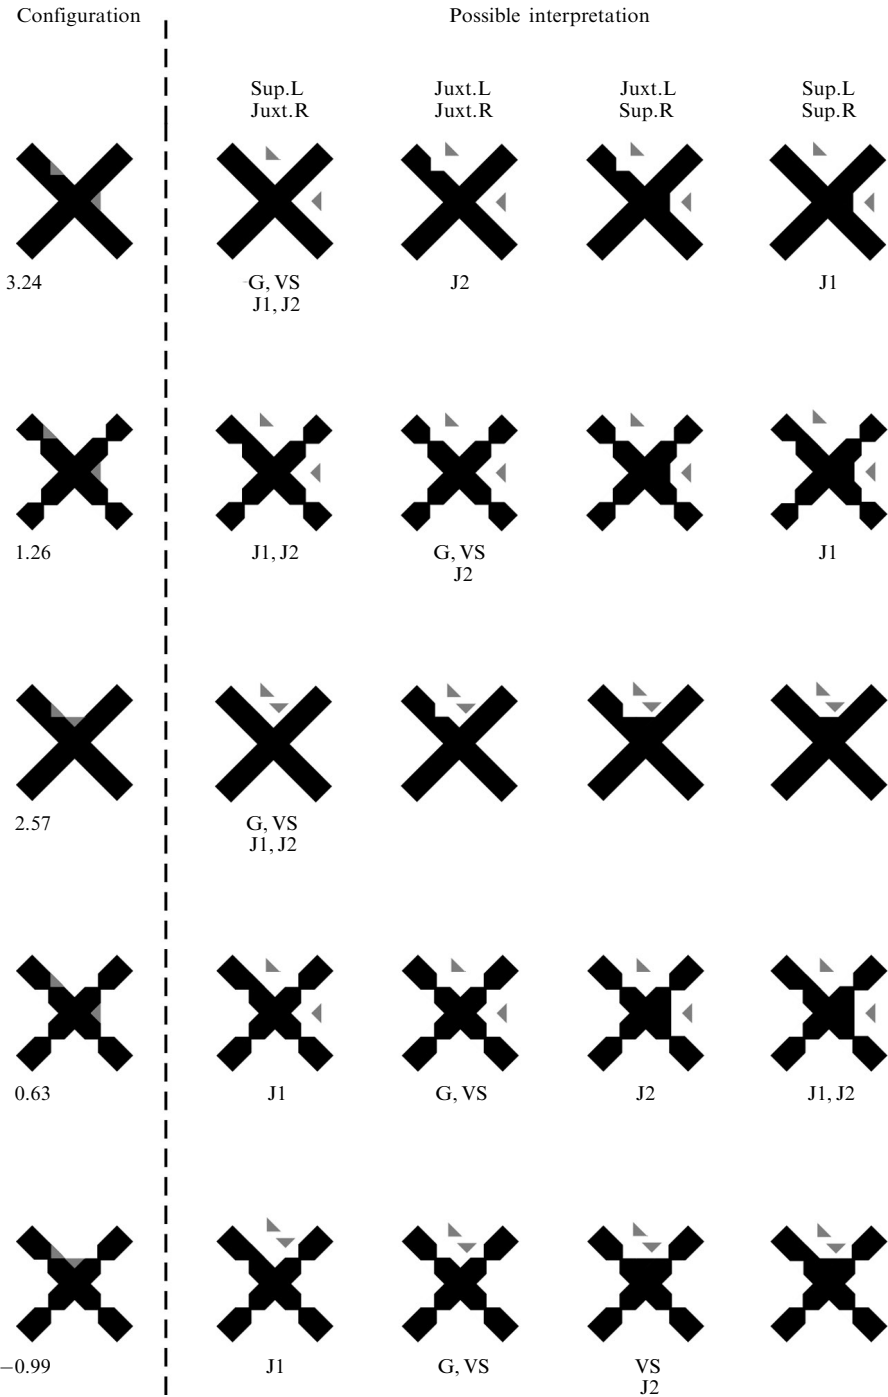 Configuration Possible interpretation
Sup.L Juxt.L Juxt.L Sup.L
Juxt.R Juxt.R Sup.R Sup.R
3.24 G, VS J2 J1
J1, J2
1.26 J1, J2 G, VS J1
J2
2.57 G, VS
J1, J2
0.63 J1 G, VS J2 J1, J2
−0.99 J1 G, VS VS
J2